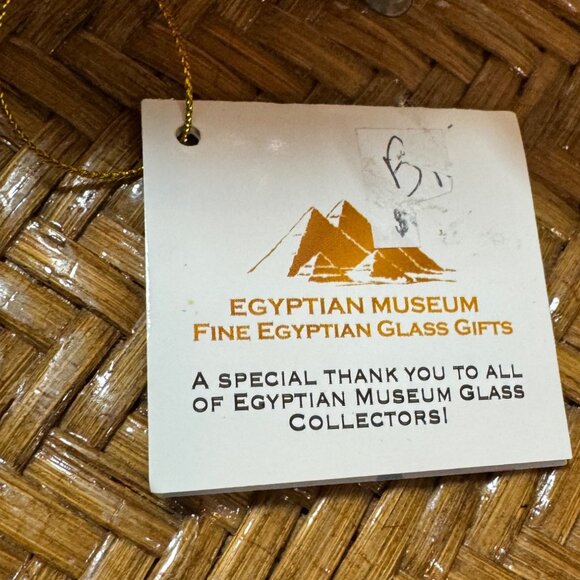 $
EGYPTIAN MUSEUM
FINE EGYPTIAN GLASS GIFTS
A SPECIAL THANK YOU TO ALL
OF EGYPTIAN MUSEUM GLASS
COLLECTORS!